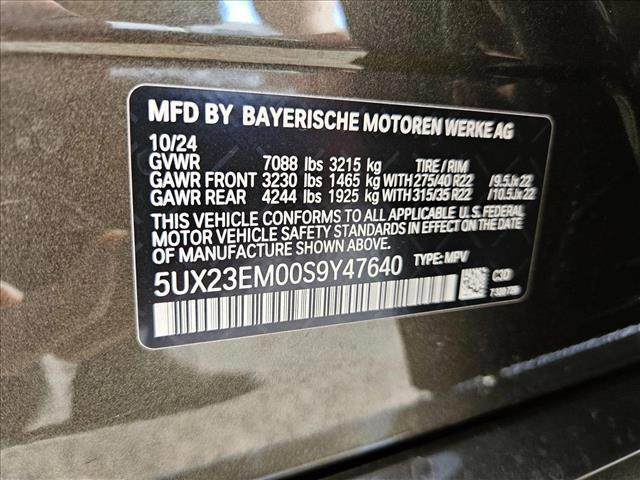 MFD BY BAYERISCHE MOTOREN WERKE AG
10/24
GVWR 7088 lbs 3215 kg TIRE / RIM
GAWR FRONT 3230 lbs 1465 kg WITH 275/40 R22 /9.5Jx22
GAWR REAR 4244 lbs 1925 kg WITH 315/35 R22 /10.5Jx22
THIS VEHICLE CONFORMS TO ALL APPLICABLE U.S. FEDERAL
MOTOR VEHICLE SAFETY STANDARDS IN EFFECT ON THE DATE
OF MANUFACTURE SHOWN ABOVE.
5UX23EM00S9Y47640 TYPE: MPV